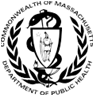 COMMONWEALTH OF MASSACHUSETTS
DEPARTMENT OF PUBLIC HEALTH